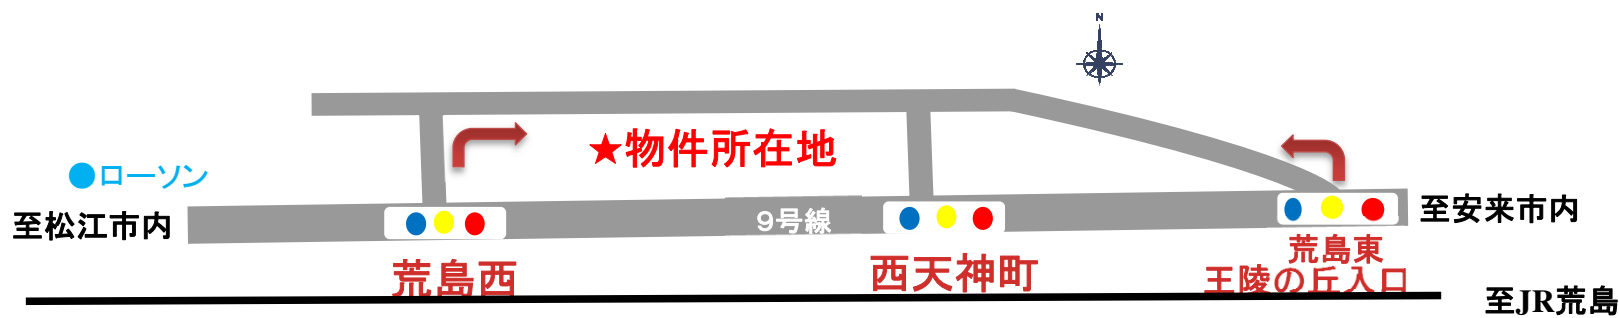 N
★物件所在地
●ローソン
至松江市内
9号線
至安来市内
荒島西
西天神町
荒島東
王陵の丘入口
至JR荒島